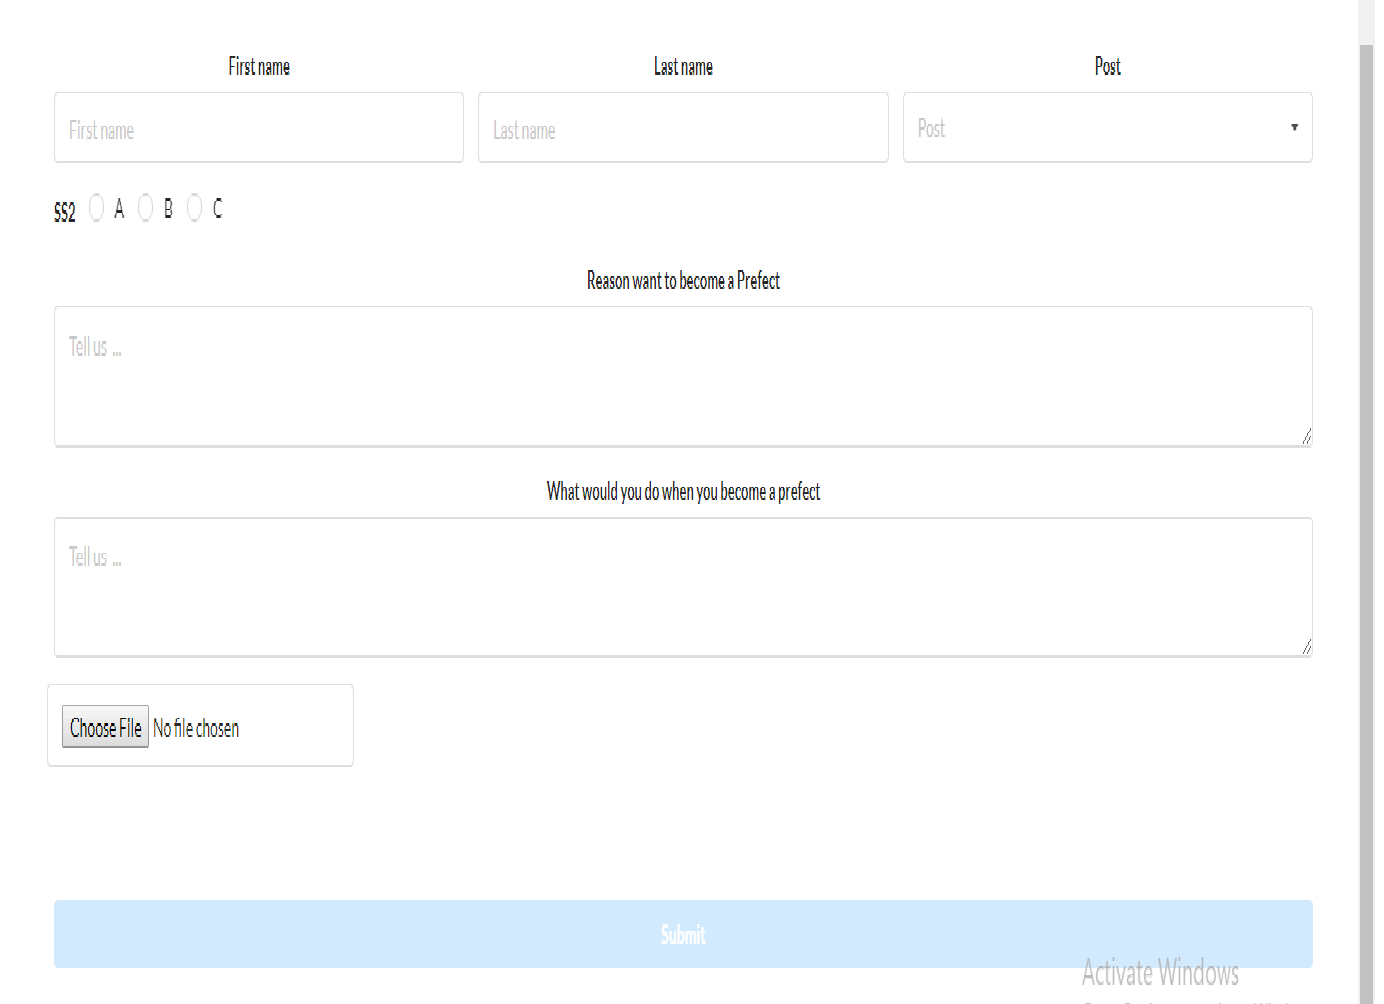 First name Last name Post
First name Last name Post
SS2 A B C
Reason want to become a Prefect
Tell us ...
What would you do when you become a prefect
Tell us ...
Choose File No file chosen
Submit
Activate Windows